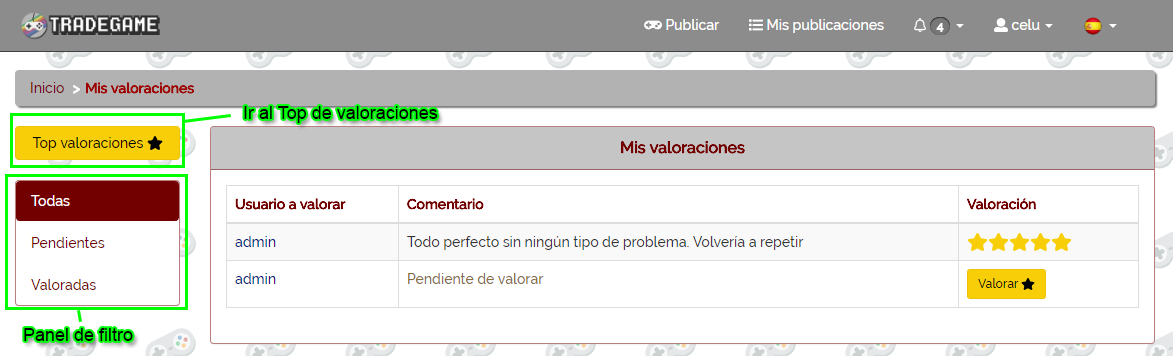 TRADEGAME
Publicar
Mis publicaciones
4
celu
Inicio > Mis valoraciones
Ir al Top de valoraciones
Top valoraciones
Mis valoraciones
Todas
Pendientes
Valoradas
Panel de filtro
Usuario a valorar Comentario Valoración
admin Todo perfecto sin ningún tipo de problema. Volvería a repetir
admin Pendiente de valorar Valorar